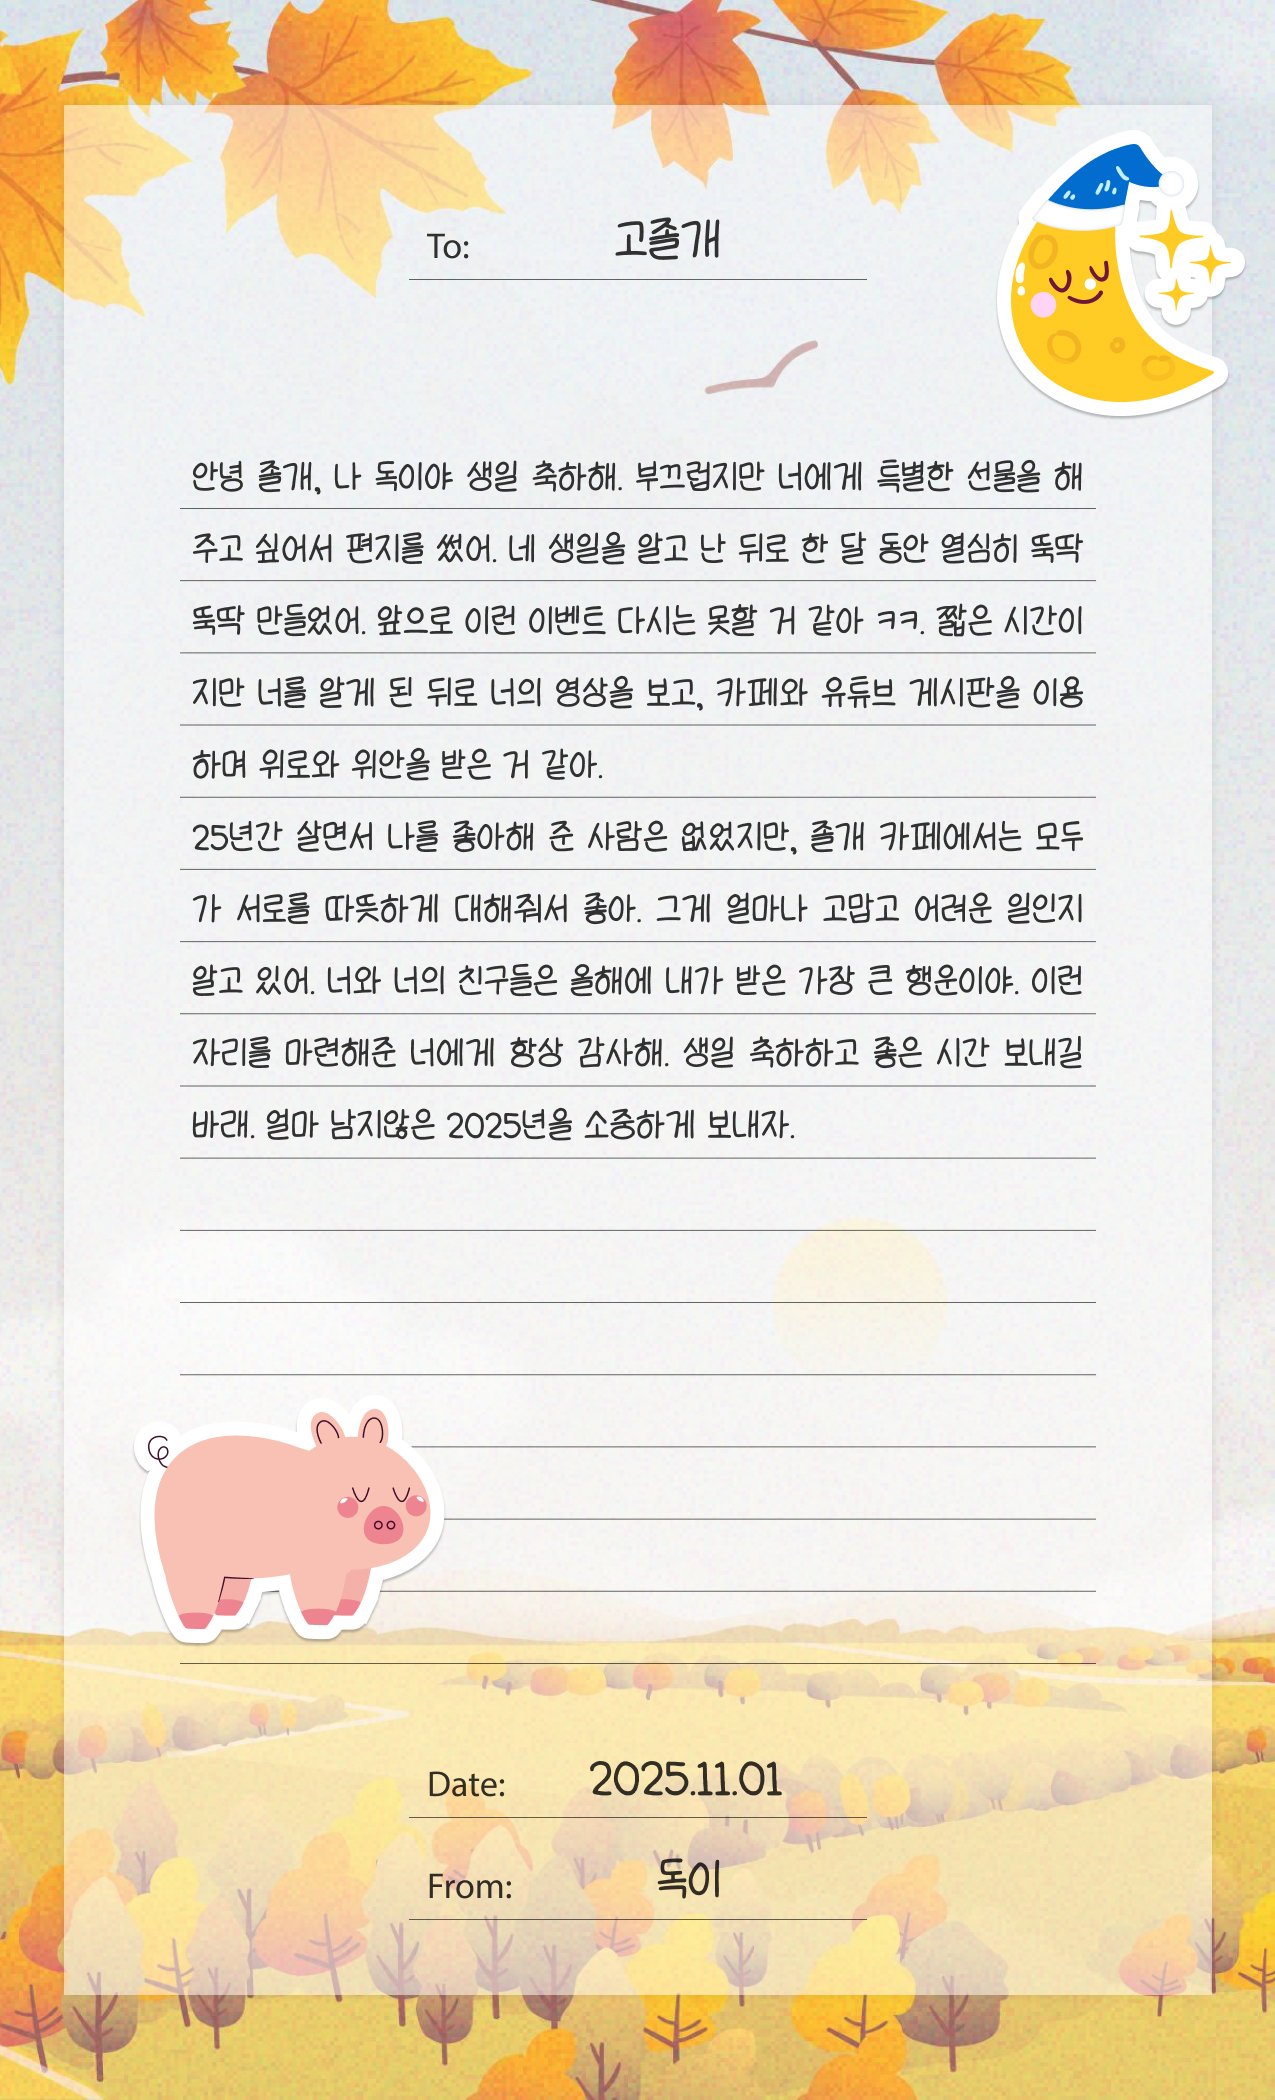 To: 고졸개
안녕 졸개, 나 독이야 생일 축하해. 부끄럽지만 너에게 특별한 선물을 해
주고 싶어서 편지를 썼어. 네 생일을 알고 난 뒤로 한 달 동안 열심히 뚝딱
뚝딱 만들었어. 앞으로 이런 이벤트 다시는 못할 거 같아 ㅋㅋ. 짧은 시간이
지만 너를 알게 된 뒤로 너의 영상을 보고, 카페와 유튜브 게시판을 이용
하며 위로와 위안을 받은 거 같아.
25년간 살면서 나를 좋아해 준 사람은 없었지만, 졸개 카페에서는 모두
가 서로를 따뜻하게 대해줘서 좋아. 그게 얼마나 고맙고 어려운 일인지
알고 있어. 너와 너의 친구들은 올해에 내가 받은 가장 큰 행운이야. 이런
자리를 마련해준 너에게 항상 감사해. 생일 축하하고 좋은 시간 보내길
바래. 얼마 남지않은 2025년을 소중하게 보내자.
Date: 2025.11.01
From: 독이